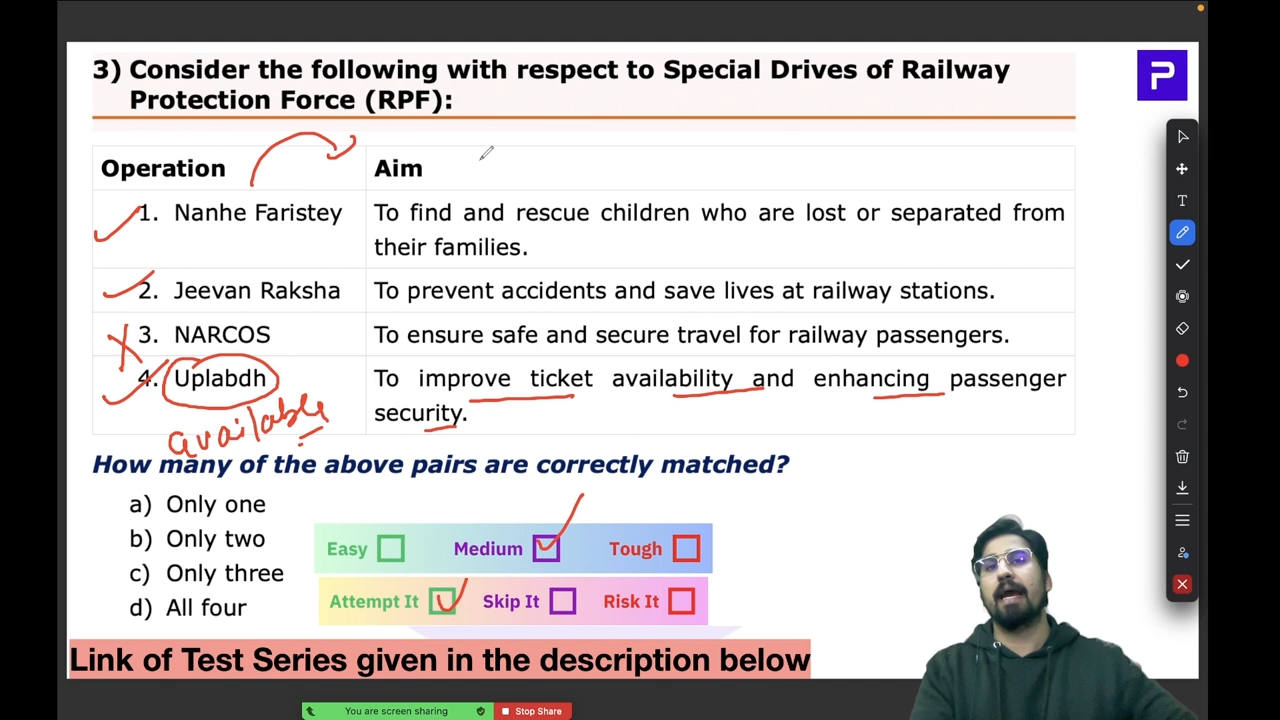 3) Consider the following with respect to Special Drives of Railway
Protection Force (RPF):
P
Operation Aim
1. Nanhe Faristey To find and rescue children who are lost or separated from
their families.
2. Jeevan Raksha To prevent accidents and save lives at railway stations.
3. NARCOS To ensure safe and secure travel for railway passengers.
4. Uplabdh To improve ticket availability and enhancing passenger
security.
available
How many of the above pairs are correctly matched?
a) Only one
b) Only two
c) Only three
d) All four
Easy Medium Tough
Attempt It Skip It Risk It
Link of Test Series given in the description below
You are screen sharing Stop Share
T